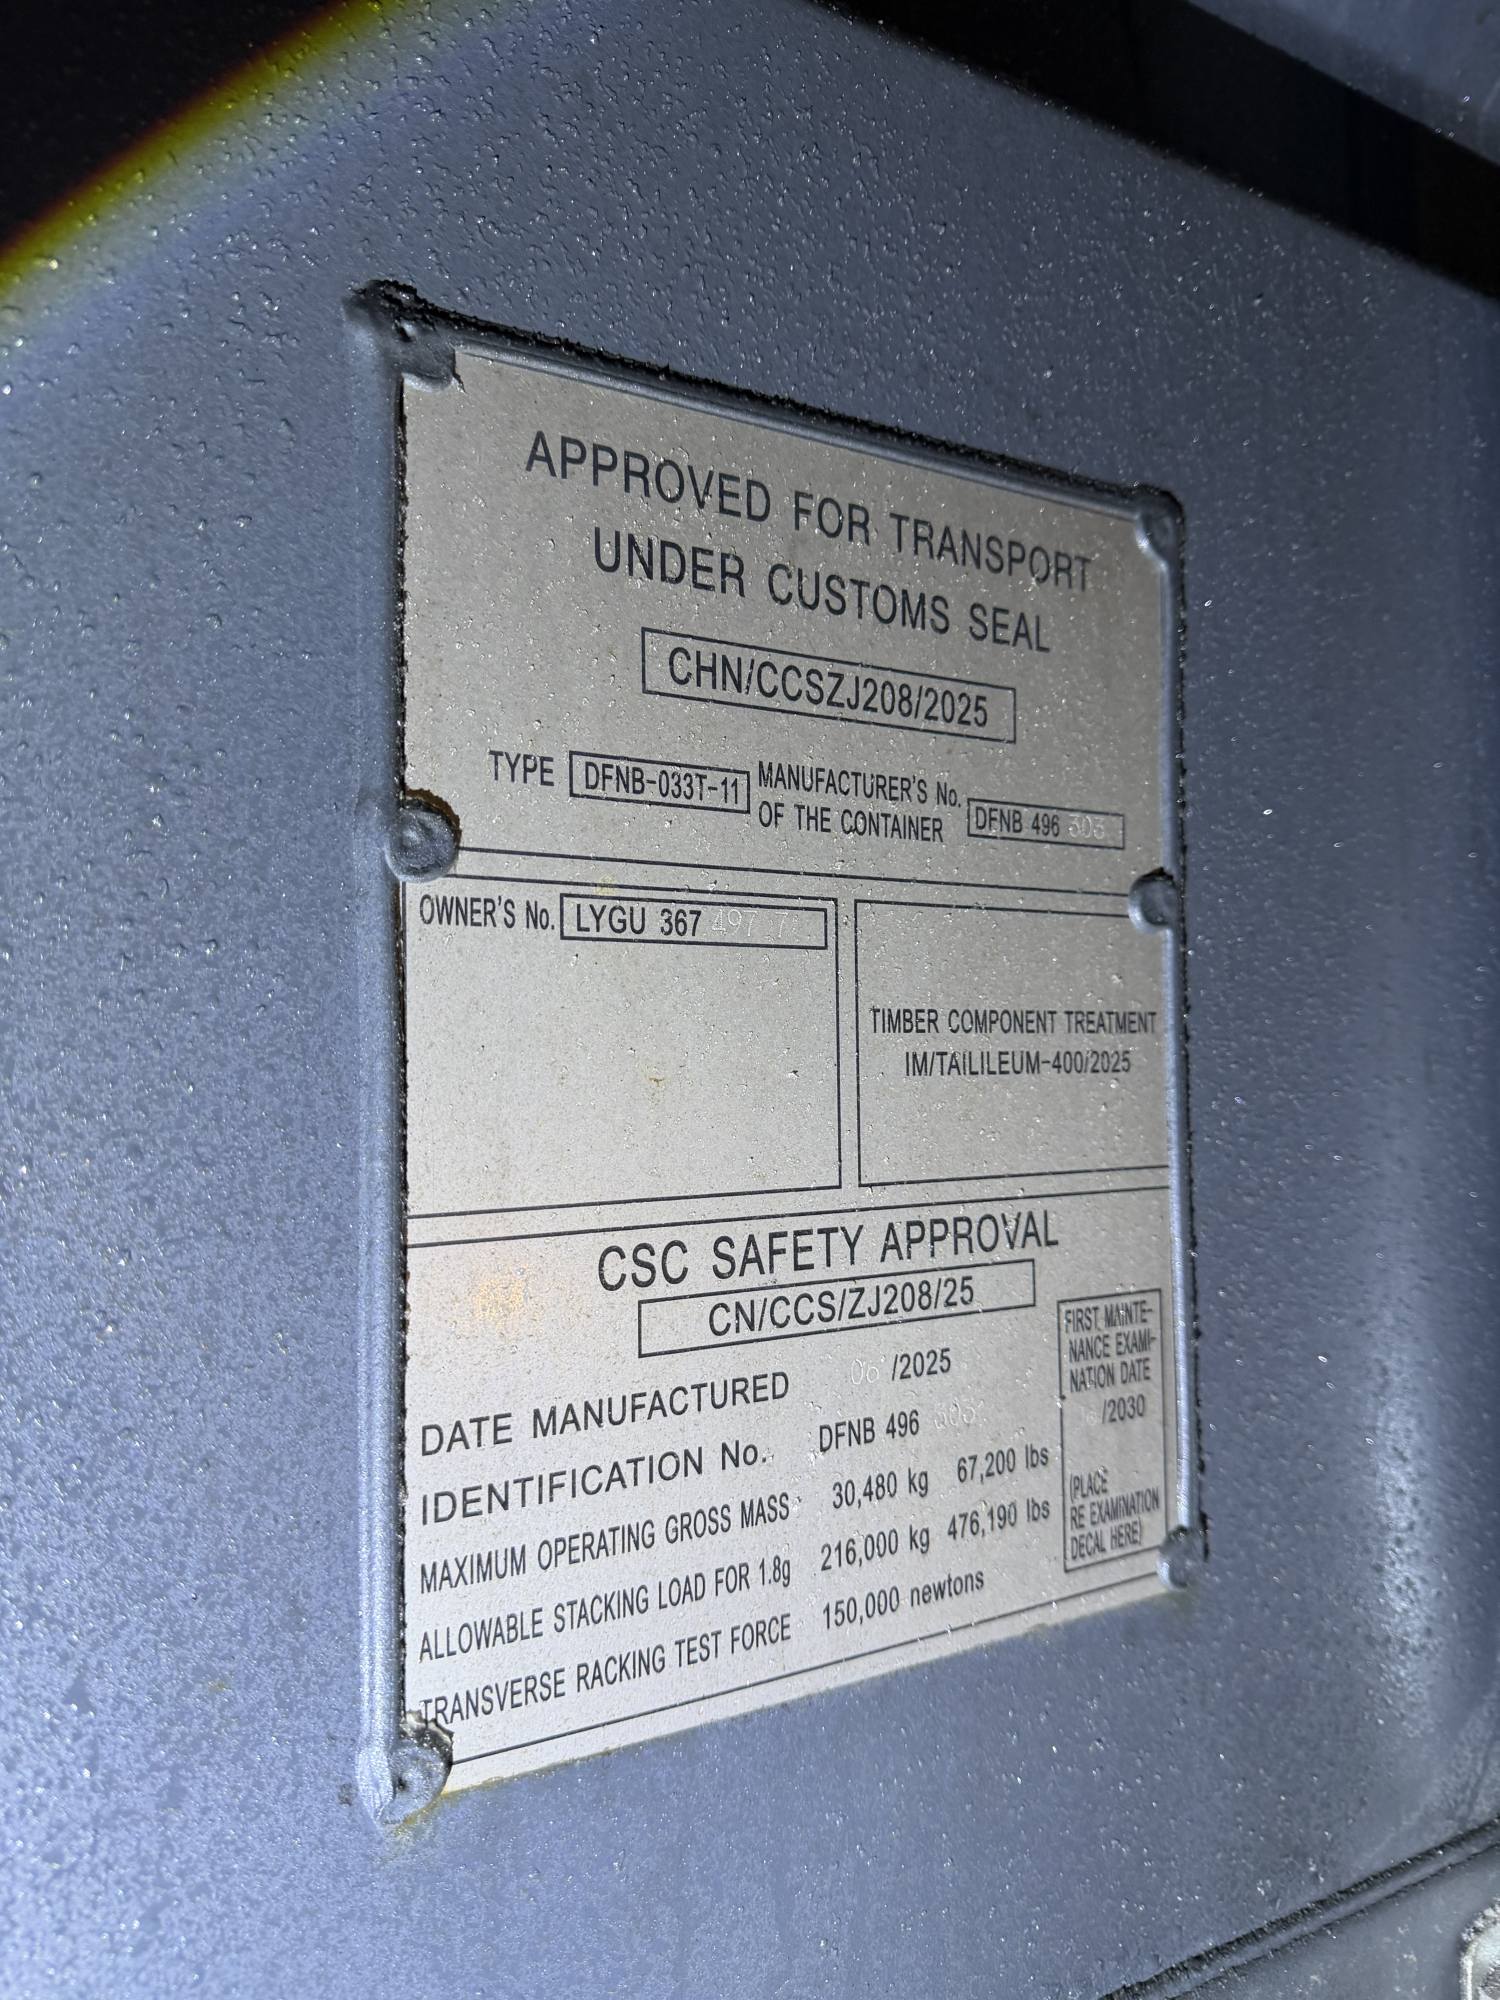 APPROVED FOR TRANSPORT
UNDER CUSTOMS SEAL
CHN/CCSZJ208/2025
TYPE DFNB-033T-11 MANUFACTURER'S No. OF THE CONTAINER DFNB 496
OWNER'S No. LYGU 367 497 7
TIMBER COMPONENT TREATMENT
IM/TAILILEUM-400/2025
CSC SAFETY APPROVAL
CN/CCS/ZJ208/25
DATE MANUFACTURED 06 /2025
IDENTIFICATION No. DFNB 496
MAXIMUM OPERATING GROSS MASS 30,480 kg 67,200 lbs
ALLOWABLE STACKING LOAD FOR 1.8g 216,000 kg 476,190 lbs
TRANSVERSE RACKING TEST FORCE 150,000 newtons
FIRST MAINTE-
NANCE EXAMI-
NATION DATE
/2030
(PLACE
RE EXAMINATION
DECAL HERE)